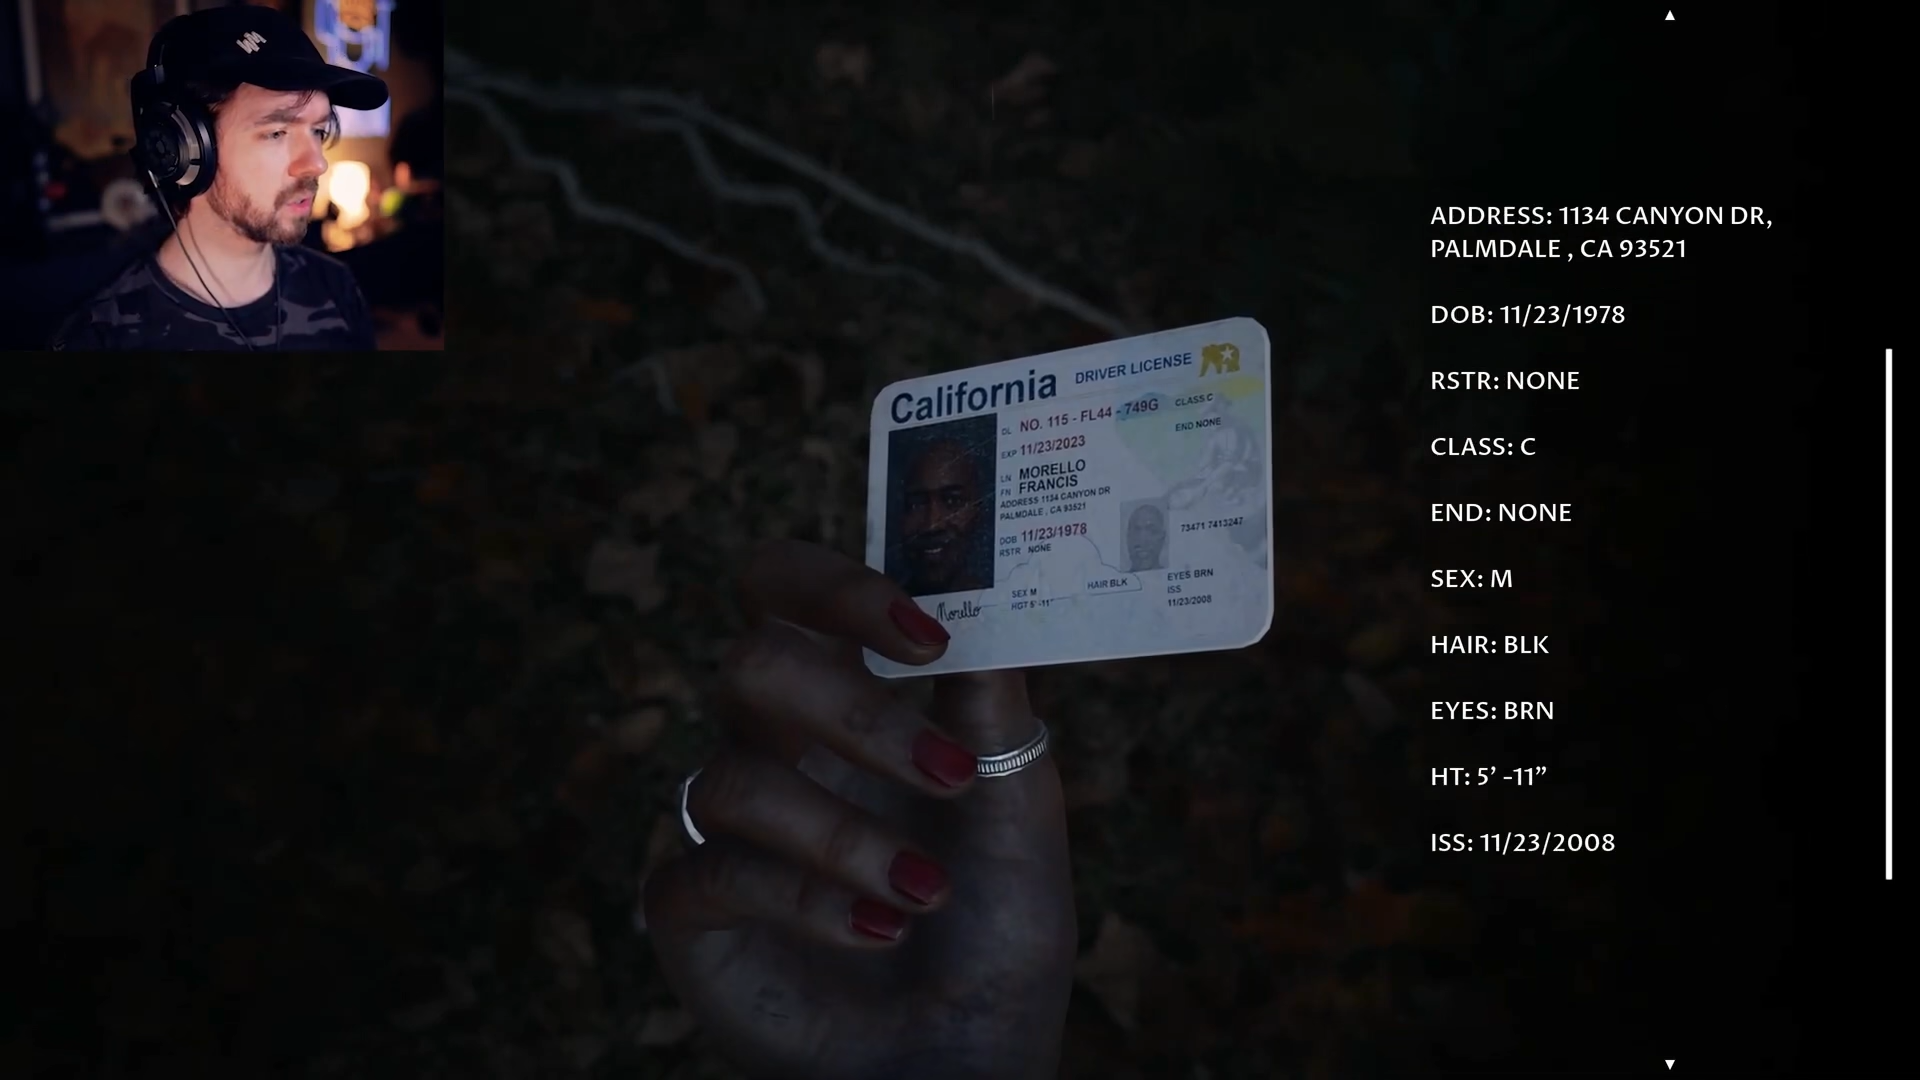 California
DRIVER LICENSE
DL NO. 115 - FL44 - 749G
CLASS C
EXP 11/23/2023
END NONE
LN MORELLO
FN FRANCIS
ADDRESS 1134 CANYON DR
PALMDALE , CA 93521
DOB 11/23/1978
RSTR NONE
73471 7413247
SEX M
HGT 5'-11"
HAIR BLK
EYES BRN
ISS
11/23/2008
Morello
ADDRESS: 1134 CANYON DR,
PALMDALE , CA 93521
DOB: 11/23/1978
RSTR: NONE
CLASS: C
END: NONE
SEX: M
HAIR: BLK
EYES: BRN
HT: 5’ -11”
ISS: 11/23/2008